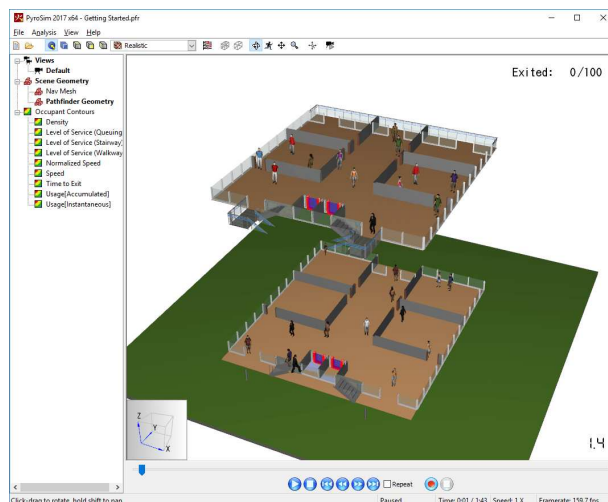 PyroSim 2017 x64 - Getting Started.pfr
File Analysis View Help
Realistic
Views
Default
Scene Geometry
Nav Mesh
Pathfinder Geometry
Occupant Contours
Density
Level of Service (Queuing
Level of Service (Stairway)
Level of Service (Walkway
Normalized Speed
Speed
Time to Exit
Usage[Accumulated]
Usage[Instantaneous]
Exited: 0/100
Z
Y
X
1.4
Repeat
Click-drag to rotate, hold shift to pan
Paused
Time: 0:01 / 1:43 Speed: 1 X Framerate: 159.7 fps